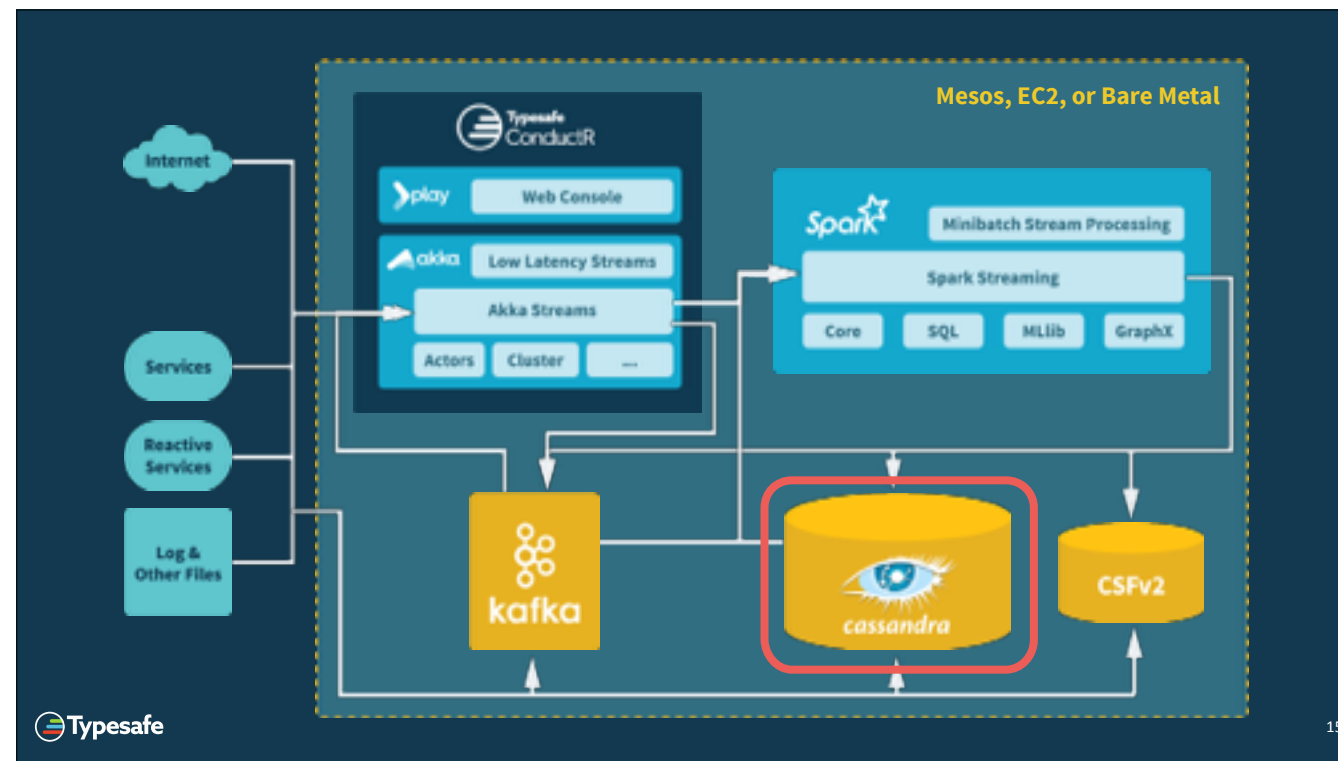 Mesos, EC2, or Bare Metal
Typesafe
ConductR
play
Web Console
akka
Low Latency Streams
Akka Streams
Actors
Cluster
....
Internet
Services
Reactive
Services
Log &
Other Files
Spark
Minibatch Stream Processing
Spark Streaming
Core
SQL
MLlib
GraphX
kafka
cassandra
CSFv2
Typesafe
15